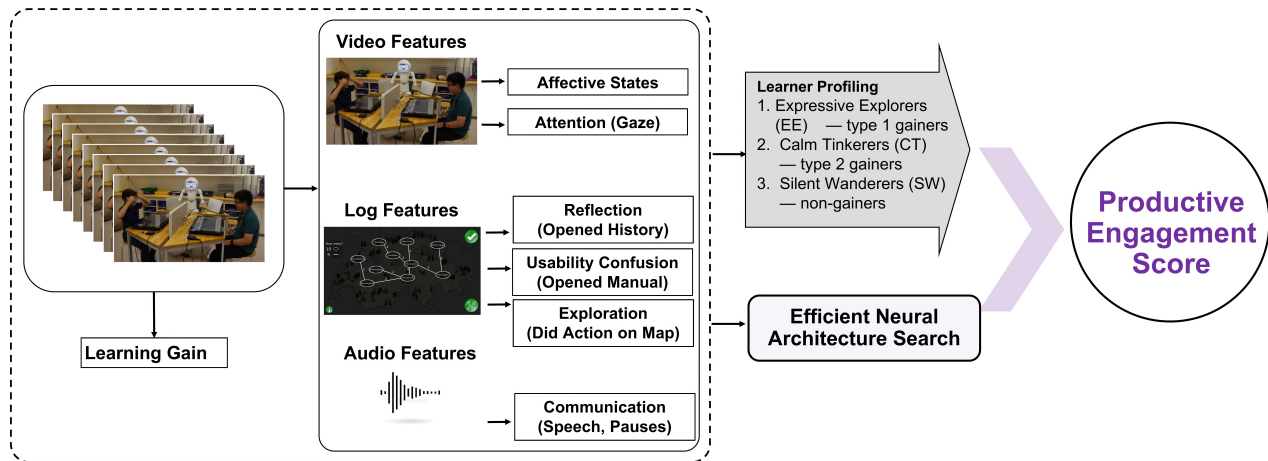 Video Features
Affective States
Attention (Gaze)
Log Features
Reflection
(Opened History)
Usability Confusion
(Opened Manual)
Exploration
(Did Action on Map)
Audio Features
Communication
(Speech, Pauses)
Learning Gain
Learner Profiling
1. Expressive Explorers
(EE) — type 1 gainers
2. Calm Tinkerers (CT)
— type 2 gainers
3. Silent Wanderers (SW)
— non-gainers
Efficient Neural
Architecture Search
Productive
Engagement
Score